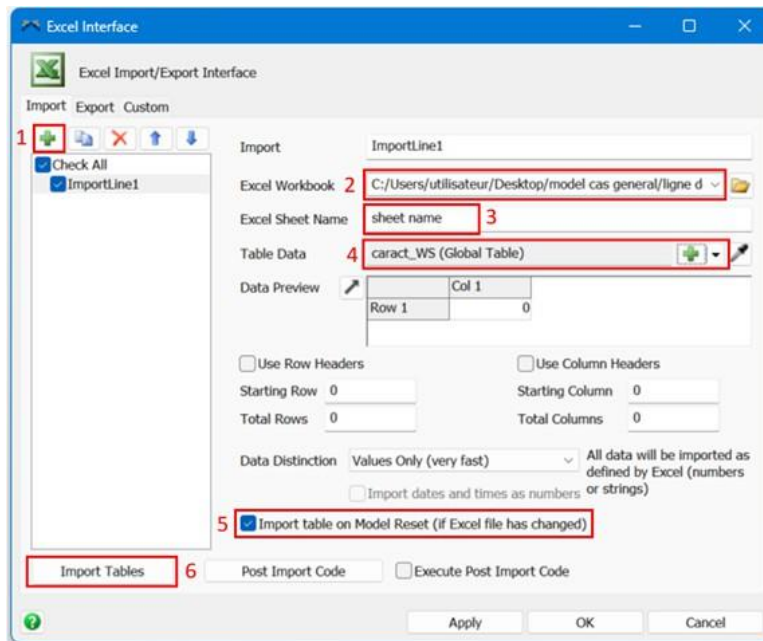 Excel Interface
Excel Import/Export Interface
Import Export Custom
1
Check All
ImportLine1
Import ImportLine1
Excel Workbook 2 C:/Users/utilisateur/Desktop/model cas general/ligne d
Excel Sheet Name sheet name 3
Table Data 4 caract_WS (Global Table)
Data Preview
Col 1
Row 1 0
Use Row Headers Use Column Headers
Starting Row 0 Starting Column 0
Total Rows 0 Total Columns 0
Data Distinction Values Only (very fast) All data will be imported as
defined by Excel (numbers
Import dates and times as numbers or strings)
5 Import table on Model Reset (if Excel file has changed)
Import Tables 6 Post Import Code Execute Post Import Code
Apply OK Cancel